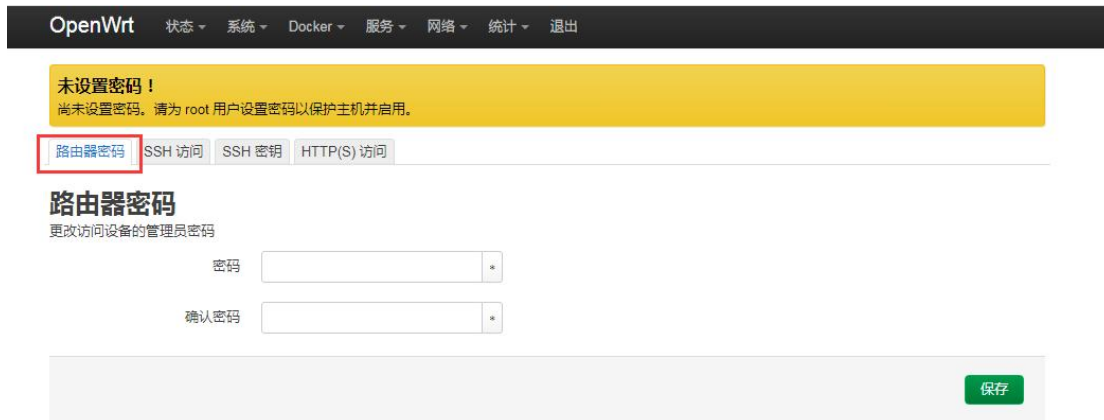 OpenWrt 状态 系统 Docker 服务 网络 统计 退出
未设置密码！
尚未设置密码。请为 root 用户设置密码以保护主机并启用。
路由器密码 SSH 访问 SSH 密钥 HTTP(S) 访问
路由器密码
更改访问设备的管理员密码
密码 *
确认密码 *
保存